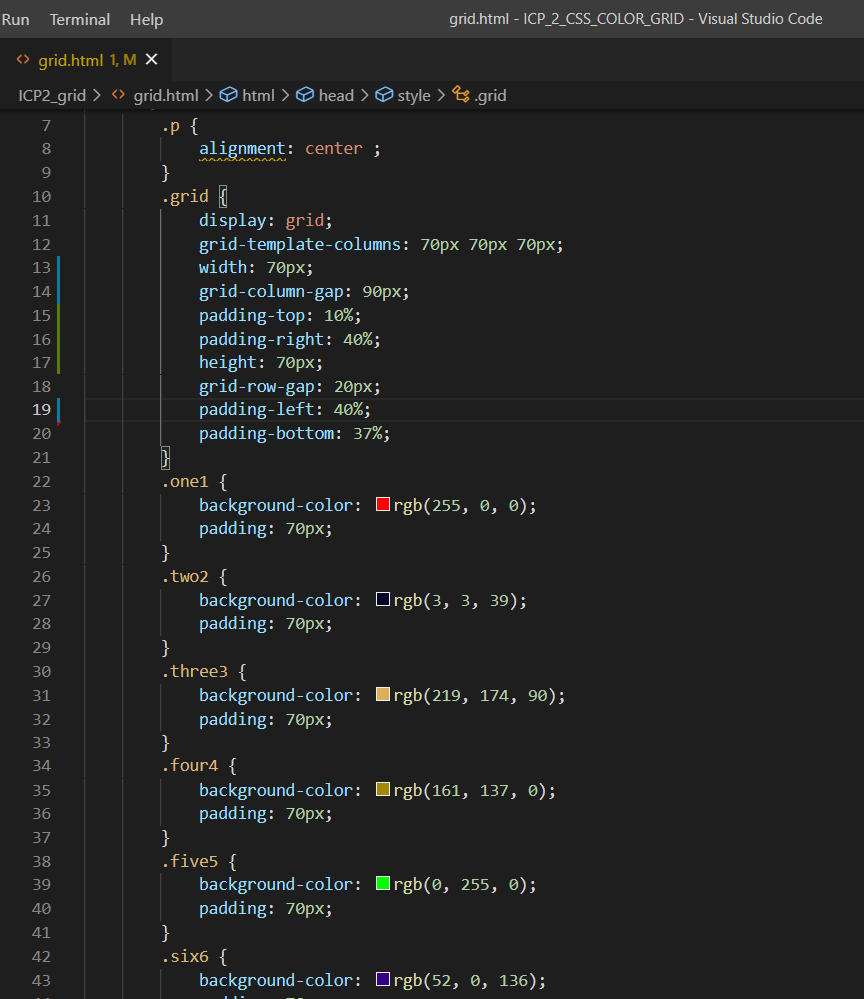 Run Terminal Help grid.html - ICP_2_CSS_COLOR_GRID - Visual Studio Code
<> grid.html 1, M ×
ICP2_grid > <> grid.html > html > head > style > .grid
7 .p {
8 alignment: center ;
9 }
10 .grid {
11 display: grid;
12 grid-template-columns: 70px 70px 70px;
13 width: 70px;
14 grid-column-gap: 90px;
15 padding-top: 10%;
16 padding-right: 40%;
17 height: 70px;
18 grid-row-gap: 20px;
19 padding-left: 40%;
20 padding-bottom: 37%;
21 }
22 .one1 {
23 background-color: rgb(255, 0, 0);
24 padding: 70px;
25 }
26 .two2 {
27 background-color: rgb(3, 3, 39);
28 padding: 70px;
29 }
30 .three3 {
31 background-color: rgb(219, 174, 90);
32 padding: 70px;
33 }
34 .four4 {
35 background-color: rgb(161, 137, 0);
36 padding: 70px;
37 }
38 .five5 {
39 background-color: rgb(0, 255, 0);
40 padding: 70px;
41 }
42 .six6 {
43 background-color: rgb(52, 0, 136);